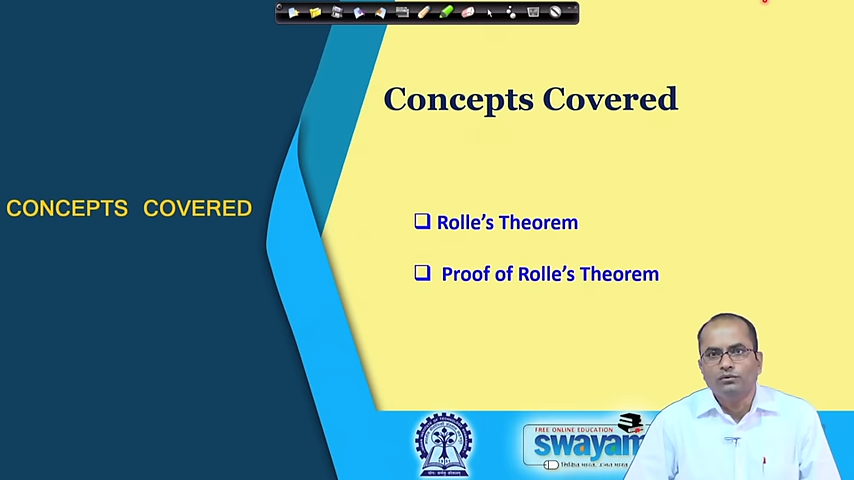 Concepts Covered
CONCEPTS COVERED
Rolle's Theorem
Proof of Rolle's Theorem
FREE ONLINE EDUCATION
swayam